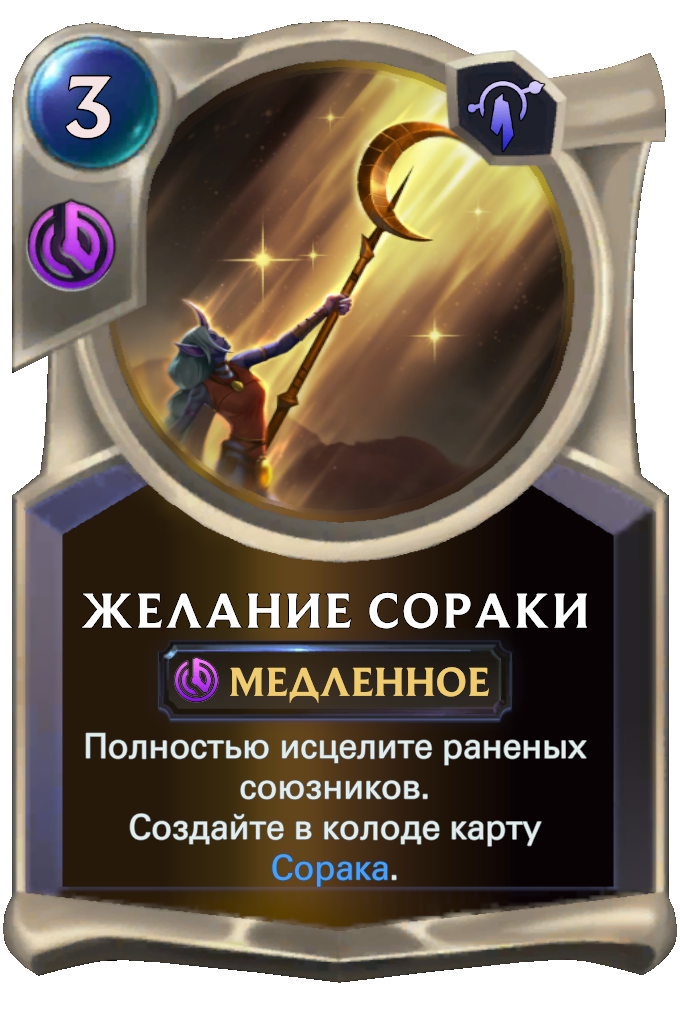 3
ЖЕЛАНИЕ СОРАКИ
МЕДЛЕННОЕ
Полностью исцелите раненых
союзников.
Создайте в колоде карту
Сорака.